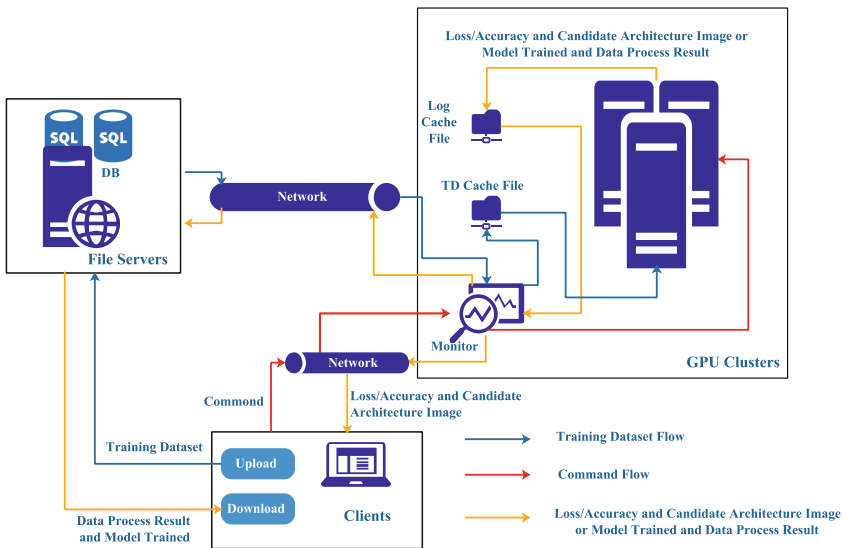 Loss/Accuracy and Candidate Architecture Image or
Model Trained and Data Process Result
Log
Cache
File
SQL
SQL
DB
File Servers
Network
TD Cache File
Monitor
GPU Clusters
Network
Commond
Loss/Accuracy and Candidate
Architecture Image
Training Dataset
Upload
Download
Clients
Data Process Result
and Model Trained
Training Dataset Flow
Command Flow
Loss/Accuracy and Candidate Architecture Image
or Model Trained and Data Process Result